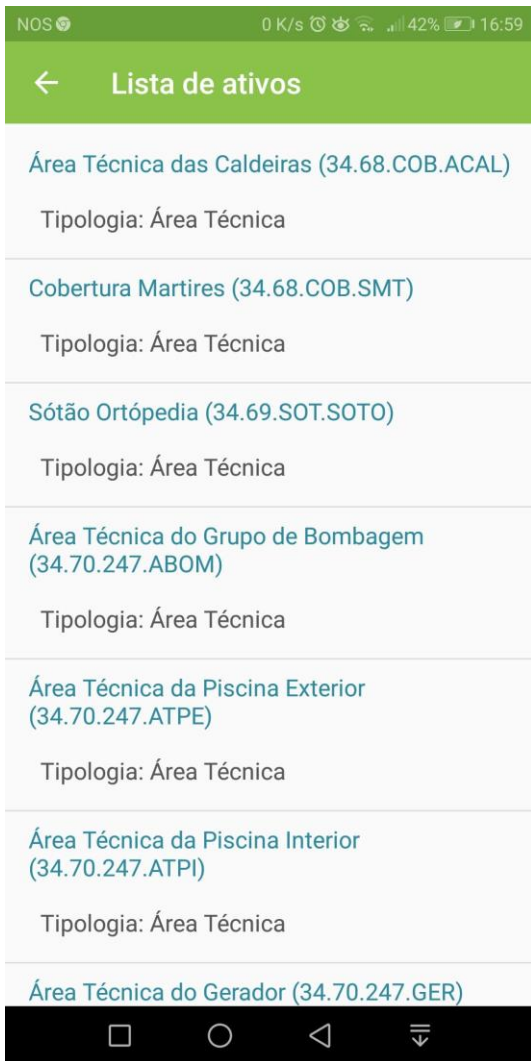 NOS 0 K/s 42% 16:59
Lista de ativos
Área Técnica das Caldeiras (34.68.COB.ACAL)
Tipologia: Área Técnica
Cobertura Martires (34.68.COB.SMT)
Tipologia: Área Técnica
Sótão Ortópedia (34.69.SOT.SOTO)
Tipologia: Área Técnica
Área Técnica do Grupo de Bombagem
(34.70.247.ABOM)
Tipologia: Área Técnica
Área Técnica da Piscina Exterior
(34.70.247.ATPE)
Tipologia: Área Técnica
Área Técnica da Piscina Interior
(34.70.247.ATPI)
Tipologia: Área Técnica
Área Técnica do Gerador (34.70.247.GER)